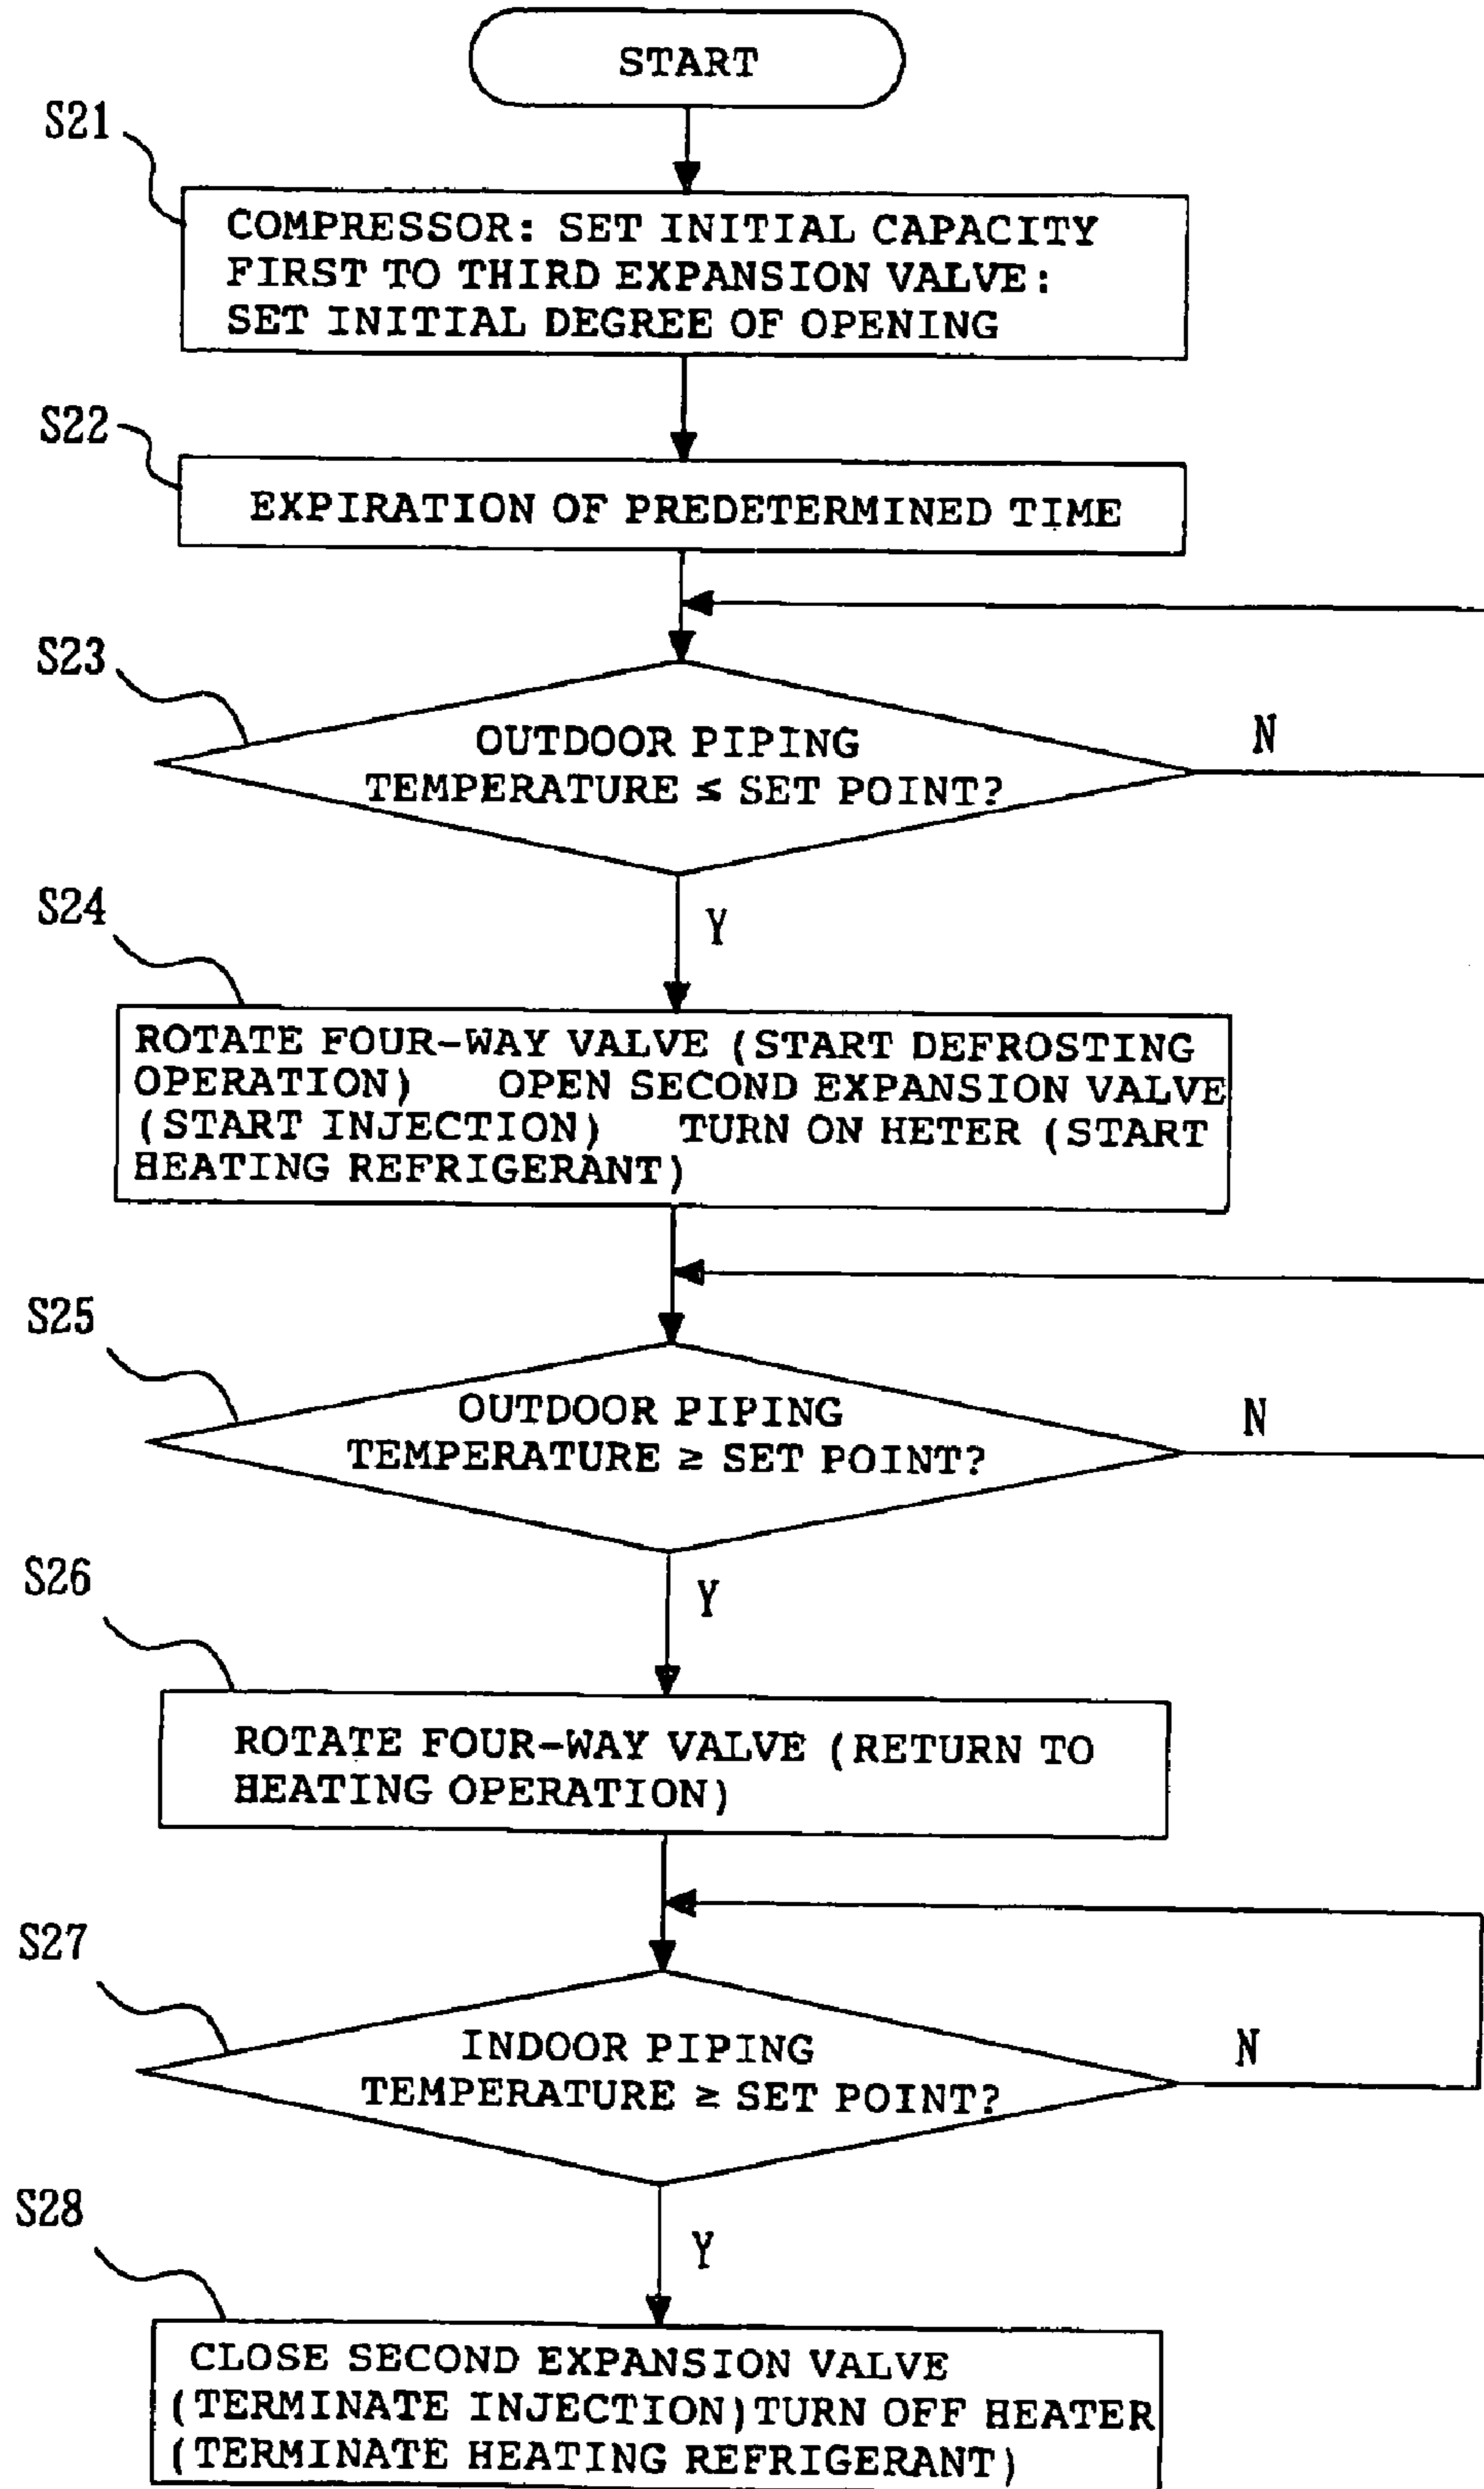 START
S21
COMPRESSOR: SET INITIAL CAPACITY
FIRST TO THIRD EXPANSION VALVE:
SET INITIAL DEGREE OF OPENING
S22
EXPIRATION OF PREDETERMINED TIME
S23
OUTDOOR PIPING
TEMPERATURE ≤ SET POINT?
N
Y
S24
ROTATE FOUR-WAY VALVE (START DEFROSTING
OPERATION) OPEN SECOND EXPANSION VALVE
(START INJECTION) TURN ON HETER (START
HEATING REFRIGERANT)
S25
OUTDOOR PIPING
TEMPERATURE ≥ SET POINT?
N
Y
S26
ROTATE FOUR-WAY VALVE (RETURN TO
HEATING OPERATION)
S27
INDOOR PIPING
TEMPERATURE ≥ SET POINT?
N
Y
S28
CLOSE SECOND EXPANSION VALVE
(TERMINATE INJECTION)TURN OFF HEATER
(TERMINATE HEATING REFRIGERANT)